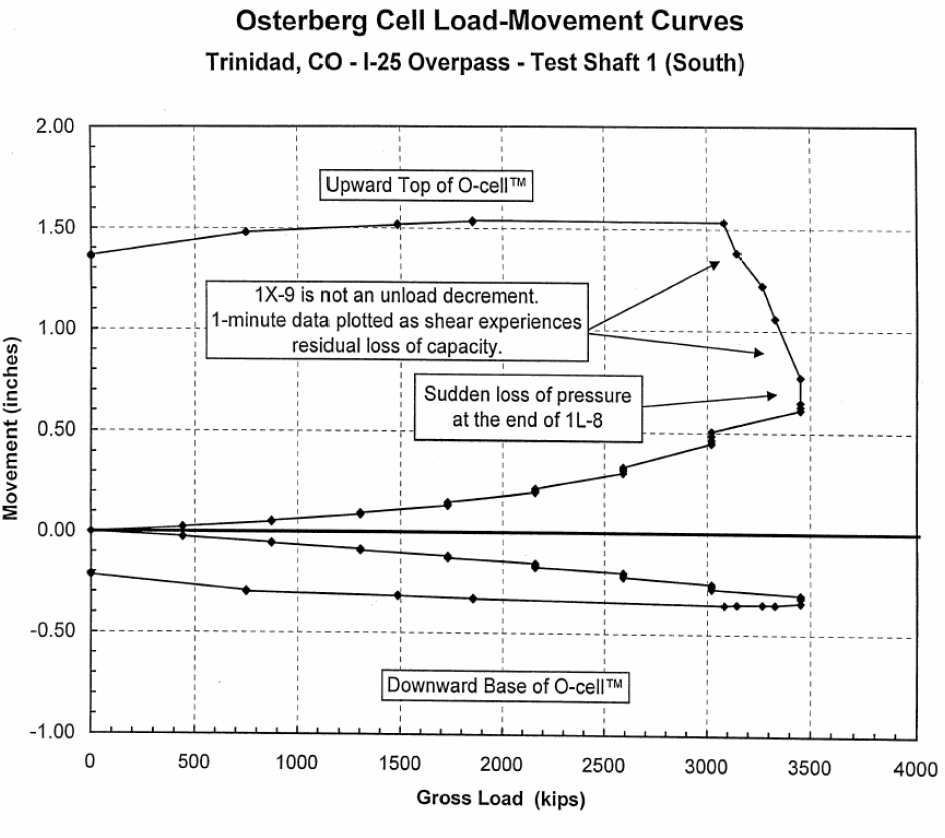 Osterberg Cell Load-Movement Curves
Trinidad, CO - I-25 Overpass - Test Shaft 1 (South)
2.00
1.50
1.00
0.50
0.00
-0.50
-1.00
Movement (inches)
Upward Top of O-cell™
1X-9 is not an unload decrement.
1-minute data plotted as shear experiences
residual loss of capacity.
Sudden loss of pressure
at the end of 1L-8
Downward Base of O-cell™
0
500
1000
1500
2000
2500
3000
3500
4000
Gross Load (kips)